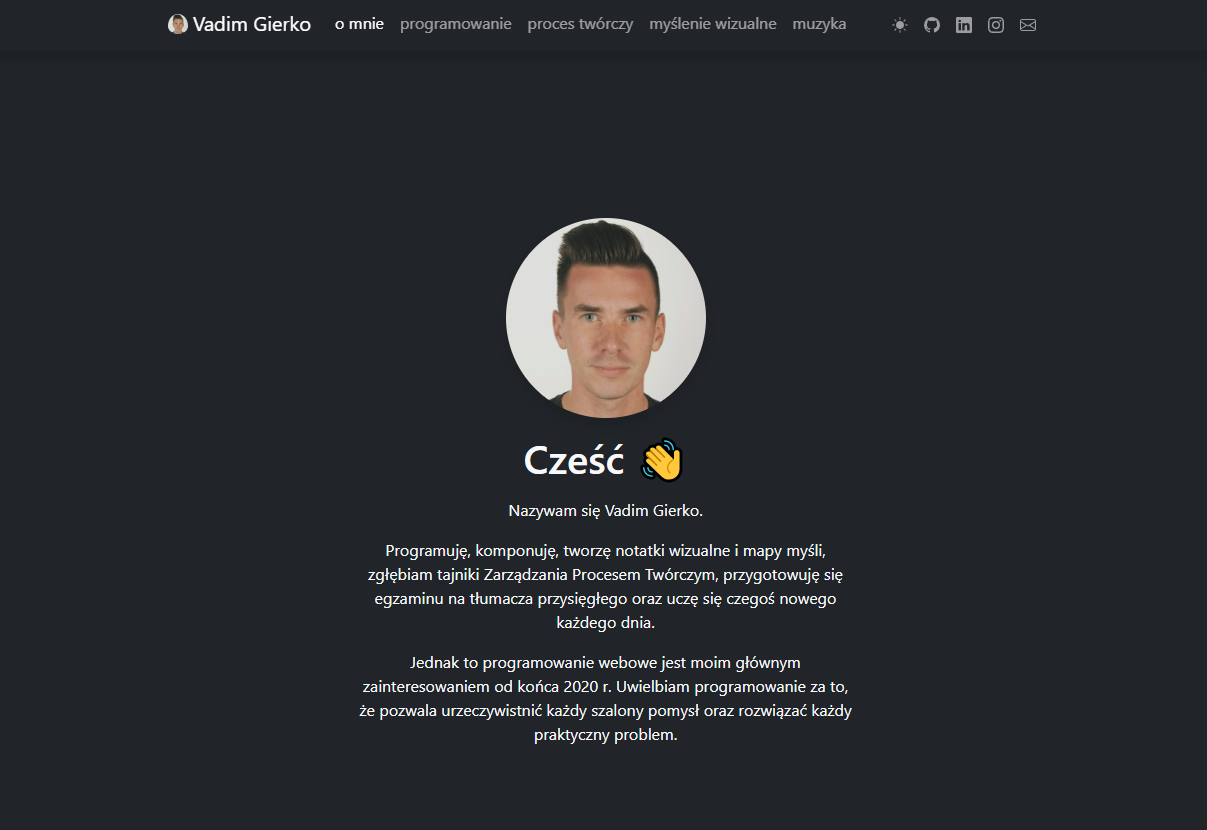 Vadim Gierko o mnie programowanie proces twórczy myślenie wizualne muzyka
Cześć 👋
Nazywam się Vadim Gierko.
Programuję, komponuję, tworzę notatki wizualne i mapy myśli,
zgłębiam tajniki Zarządzania Procesem Twórczym, przygotowuję się
egzaminu na tłumacza przysięgłego oraz uczę się czegoś nowego
każdego dnia.
Jednak to programowanie webowe jest moim głównym
zainteresowaniem od końca 2020 r. Uwielbiam programowanie za to,
że pozwala urzeczywistnić każdy szalony pomysł oraz rozwiązać każdy
praktyczny problem.